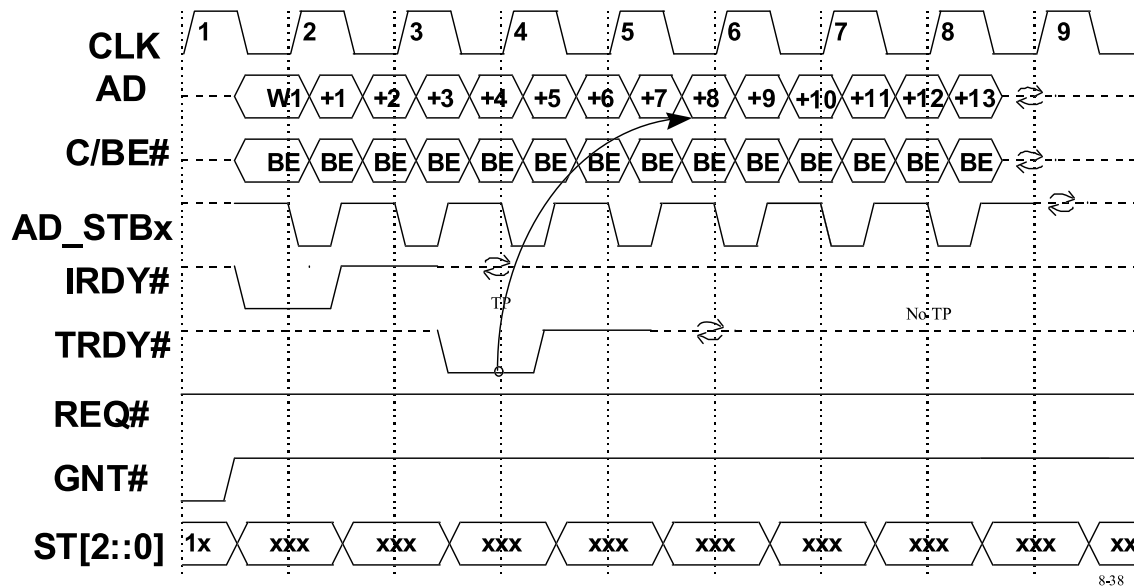 CLK 1 2 3 4 5 6 7 8 9
AD W1 +1 +2 +3 +4 +5 +6 +7 +8 +9 +10 +11 +12 +13
C/BE# BE BE BE BE BE BE BE BE BE BE BE BE BE BE
AD_STBx
IRDY#
TP
No TP
TRDY#
REQ#
GNT#
ST[2::0] 1x xxx xxx xxx xxx xxx xxx xxx xxx xx
8-38